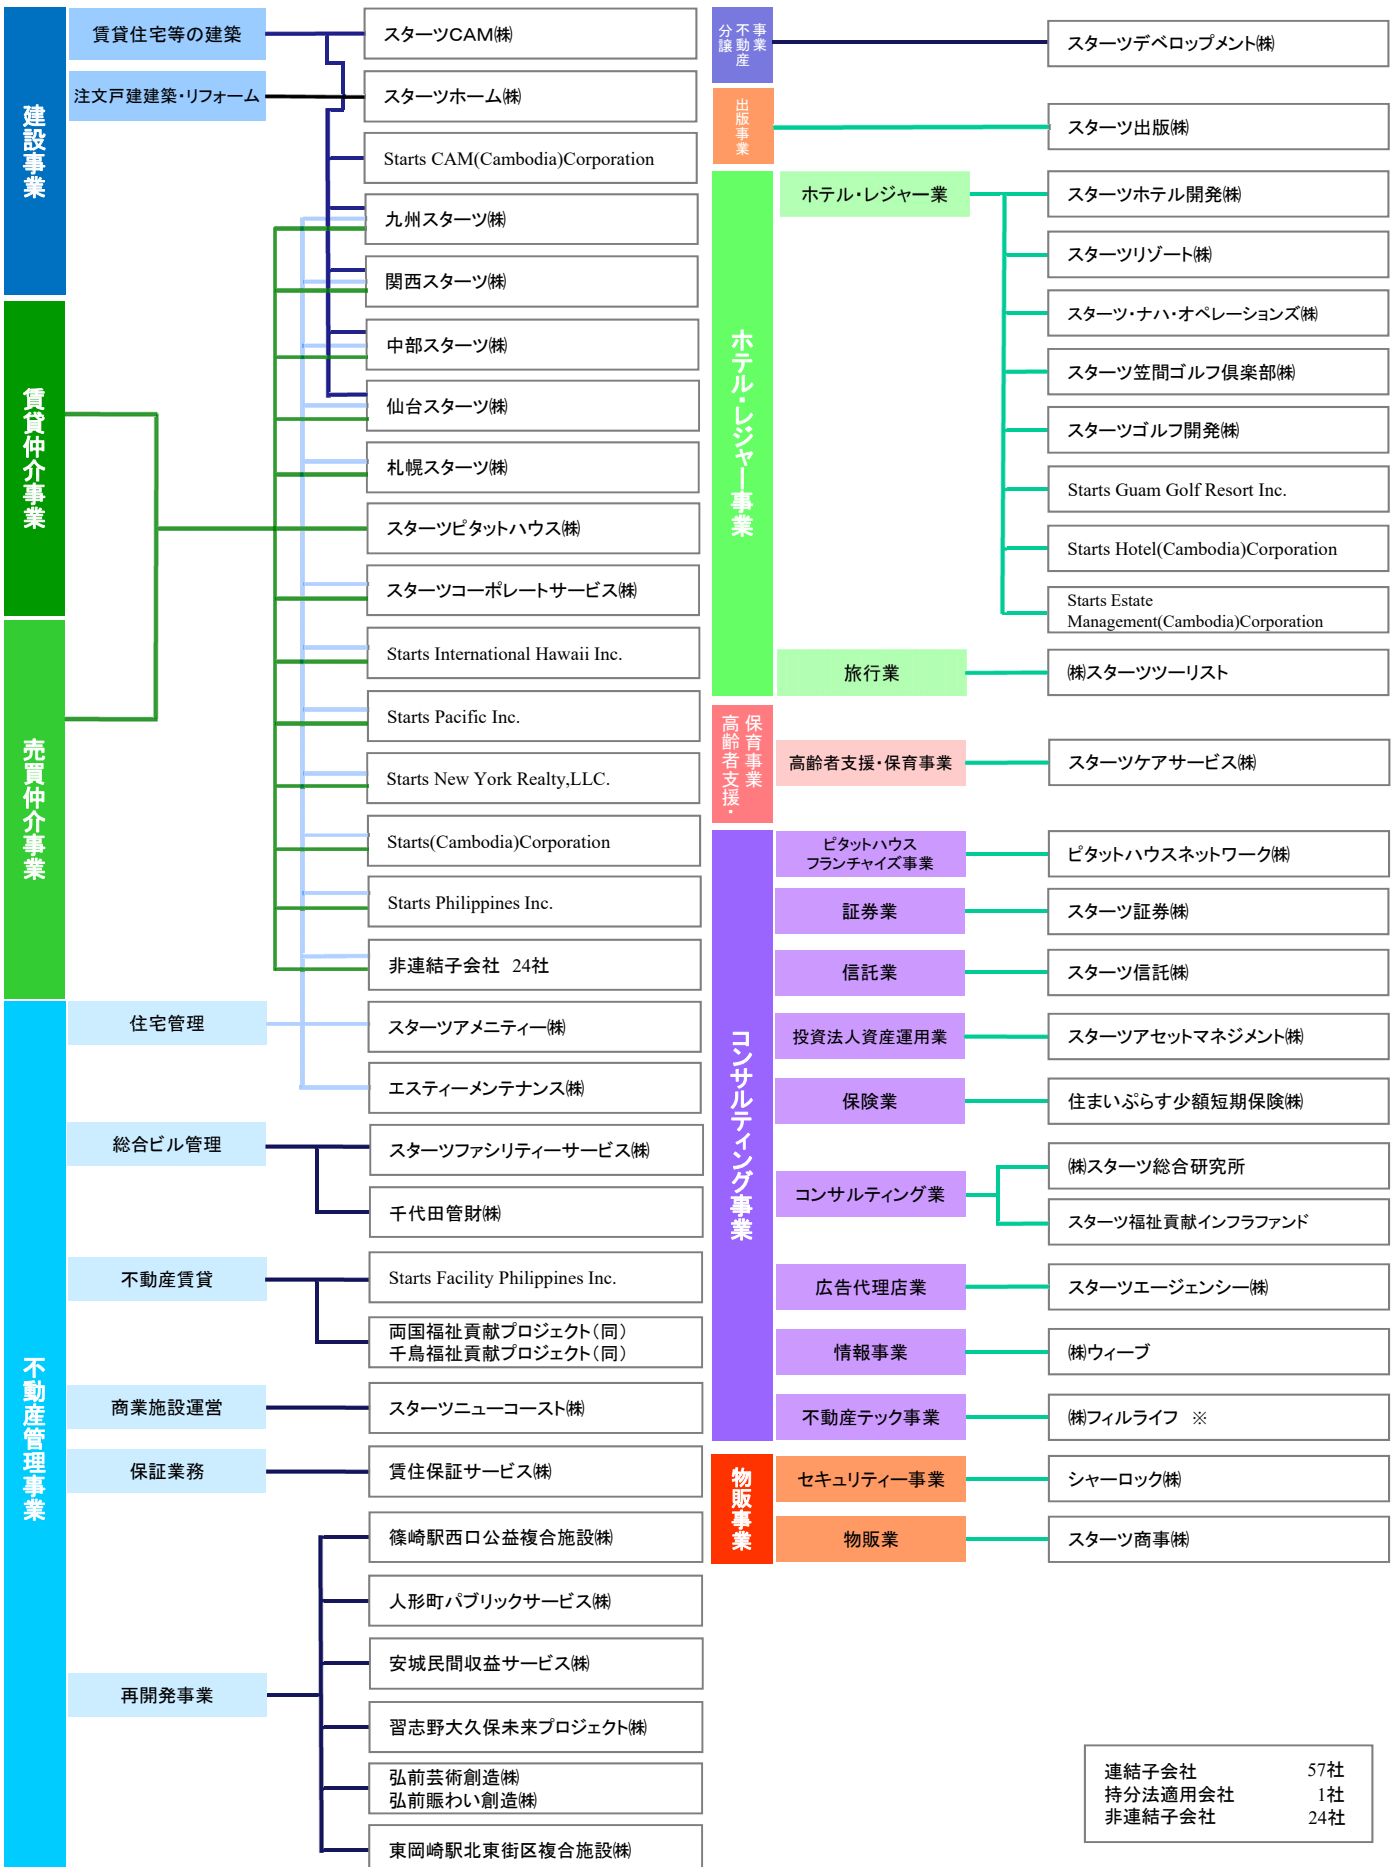 建設事業
賃貸住宅等の建築
スターツCAM㈱
注文戸建建築・リフォーム
スターツホーム㈱
Starts CAM(Cambodia)Corporation
九州スターツ㈱
関西スターツ㈱
中部スターツ㈱
仙台スターツ㈱
札幌スターツ㈱
賃貸仲介事業
スターツピタットハウス㈱
スターツコーポレートサービス㈱
売買仲介事業
Starts International Hawaii Inc.
Starts Pacific Inc.
Starts New York Realty,LLC.
Starts(Cambodia)Corporation
Starts Philippines Inc.
非連結子会社 24社
不動産管理事業
住宅管理
スターツアメニティー㈱
エスティーメンテナンス㈱
総合ビル管理
スターツファシリティーサービス㈱
千代田管財㈱
不動産賃貸
Starts Facility Philippines Inc.
両国福祉貢献プロジェクト（同）
千鳥福祉貢献プロジェクト（同）
商業施設運営
スターツニューコースト㈱
保証業務
賃住保証サービス㈱
再開発事業
篠崎駅西口公益複合施設㈱
人形町パブリックサービス㈱
安城民間収益サービス㈱
習志野大久保未来プロジェクト㈱
弘前芸術創造㈱
弘前賑わい創造㈱
東岡崎駅北東街区複合施設㈱
事業
不動産
分譲
スターツデベロップメント㈱
出版事業
スターツ出版㈱
ホテル・レジャー事業
ホテル・レジャー業
スターツホテル開発㈱
スターツリゾート㈱
スターツ・ナハ・オペレーションズ㈱
スターツ笠間ゴルフ倶楽部㈱
スターツゴルフ開発㈱
Starts Guam Golf Resort Inc.
Starts Hotel(Cambodia)Corporation
Starts Estate
Management(Cambodia)Corporation
旅行業
㈱スターツツーリスト
保育事業
高齢者支援・
高齢者支援・保育事業
スターツケアサービス㈱
コンサルティング事業
ピタットハウス
フランチャイズ事業
ピタットハウスネットワーク㈱
証券業
スターツ証券㈱
信託業
スターツ信託㈱
投資法人資産運用業
スターツアセットマネジメント㈱
保険業
住まいぷらす少額短期保険㈱
コンサルティング業
㈱スターツ総合研究所
スターツ福祉貢献インフラファンド
広告代理店業
スターツエージェンシー㈱
情報事業
㈱ウィーブ
不動産テック事業
㈱フィルライフ ※
物販事業
セキュリティー事業
シャーロック㈱
物販業
スターツ商事㈱
連結子会社 57社
持分法適用会社 1社
非連結子会社 24社